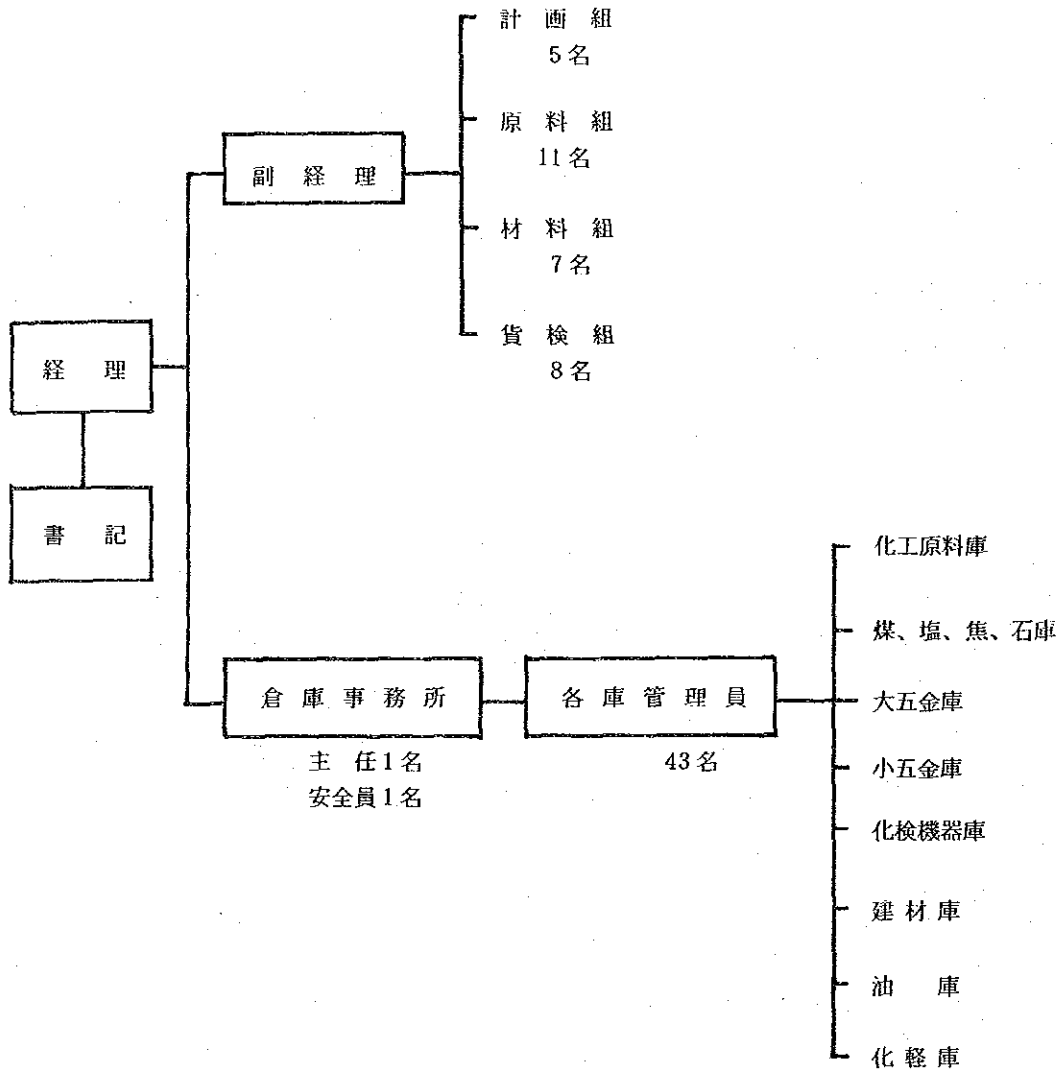 計画組
5名
原料組
11名
副経理
材料組
7名
貨検組
8名
経理
書記
倉庫事務所
主任1名
安全員1名
各庫管理員
43名
化工原料庫
煤、塩、焦、石庫
大五金庫
小五金庫
化検機器庫
建材庫
油庫
化軽庫